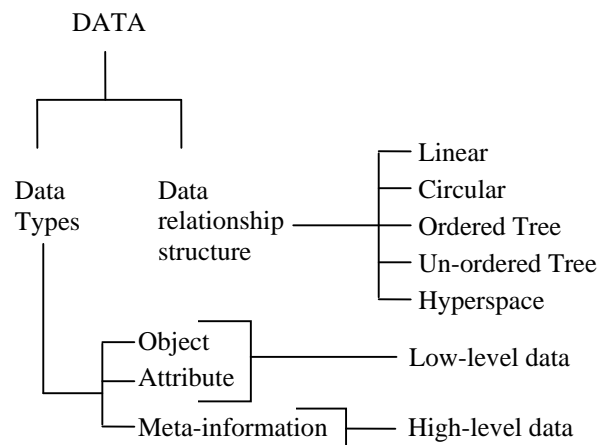 DATA
Data
Types
Data
relationship
structure
Linear
Circular
Ordered Tree
Un-ordered Tree
Hyperspace
Object
Attribute
Meta-information
Low-level data
High-level data